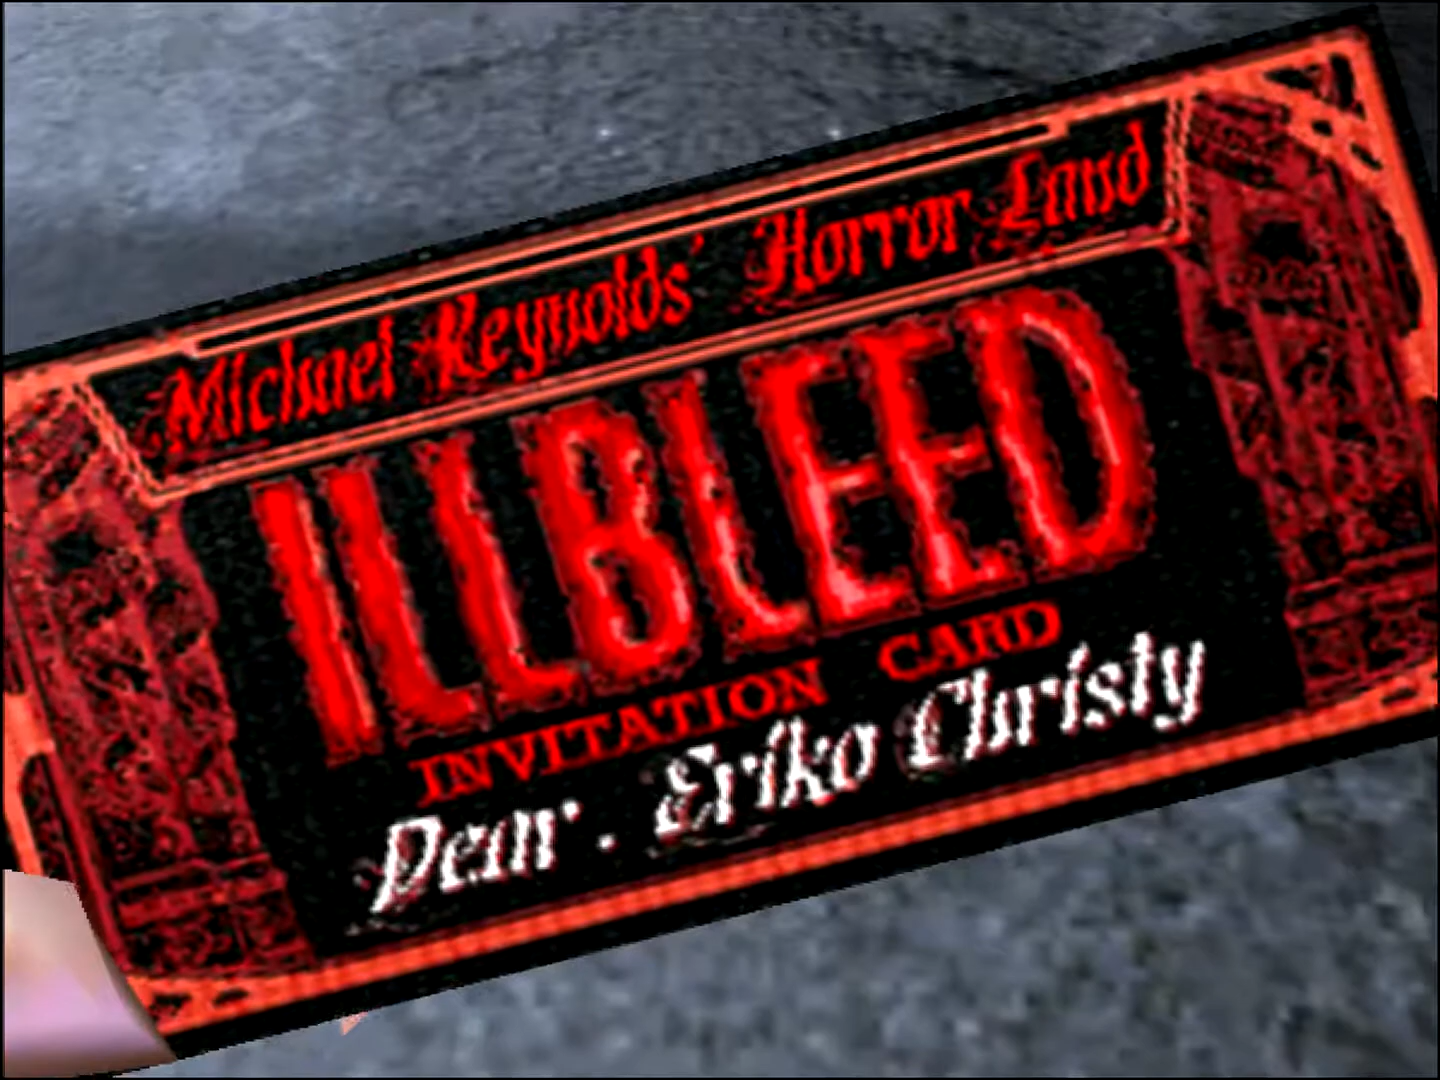 Michael Reynolds' Horror Land
ILLBLEED
INVITATION CARD
Dear. Eriko Christy